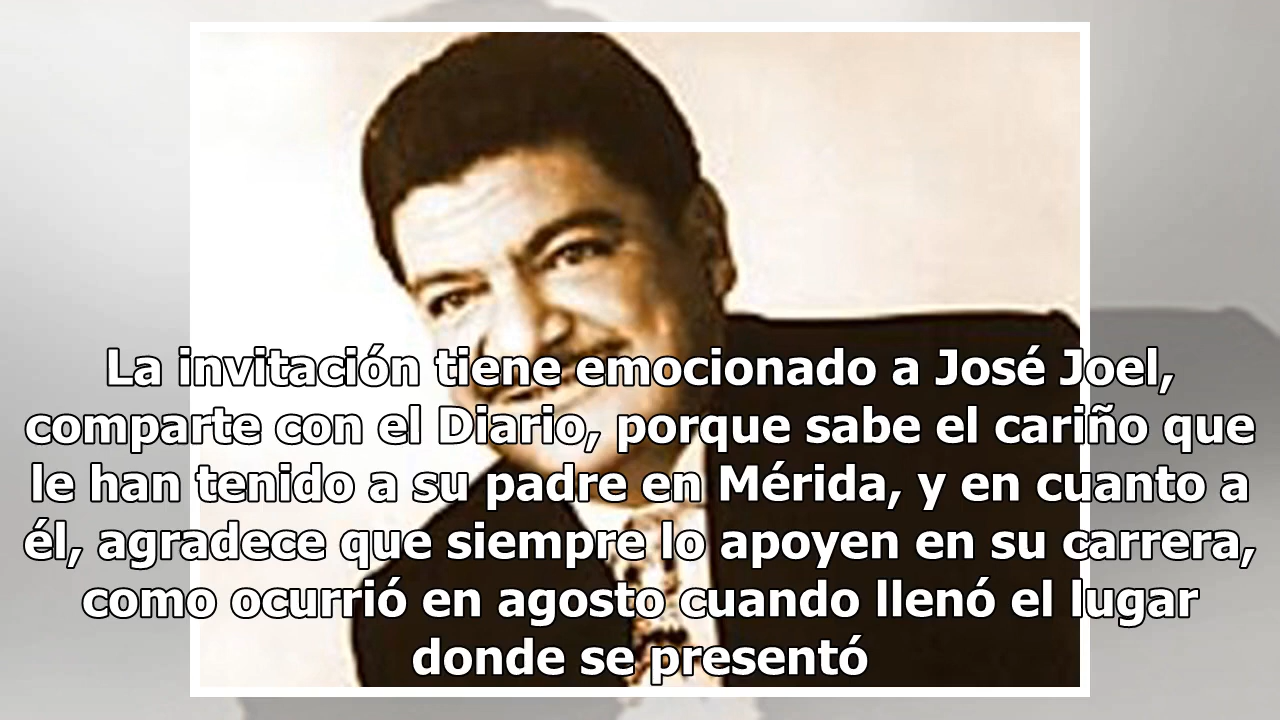 La invitación tiene emocionado a José Joel,
comparte con el Diario, porque sabe el cariño que
le han tenido a su padre en Mérida, y en cuanto a
él, agradece que siempre lo apoyen en su carrera,
como ocurrió en agosto cuando llenó el lugar
donde se presentó